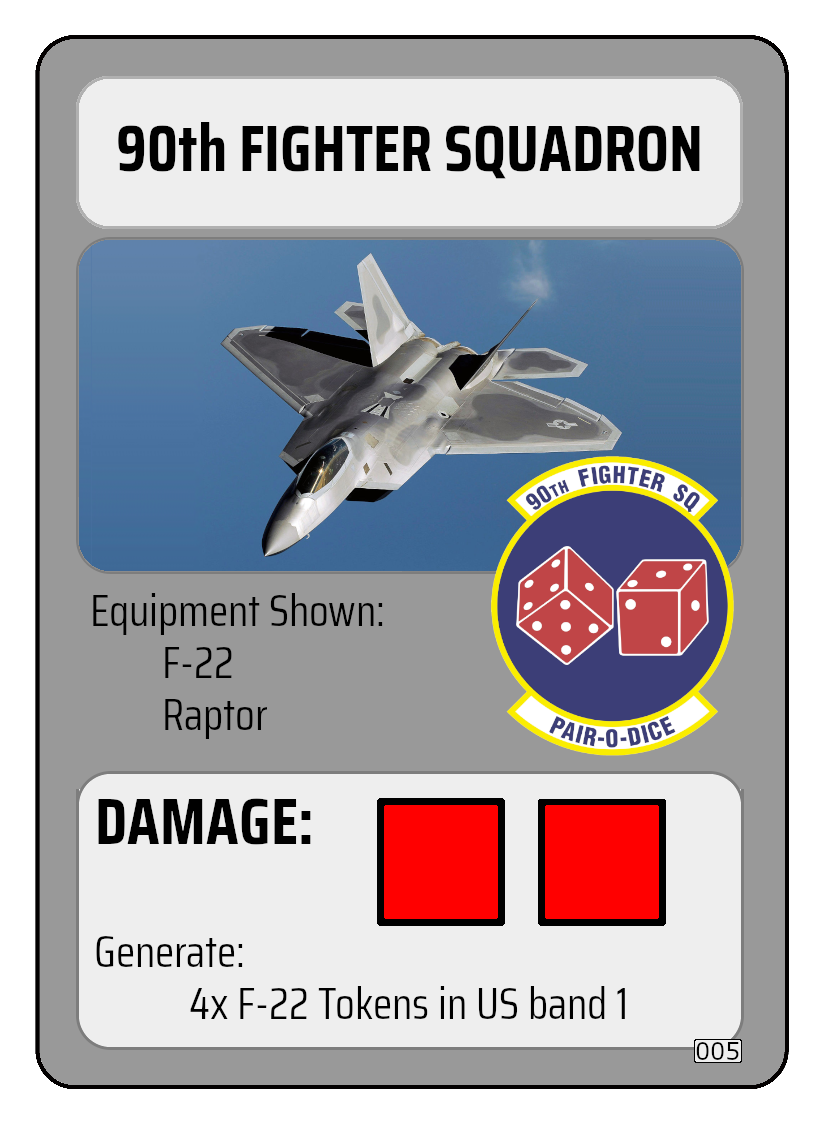 90th FIGHTER SQUADRON
90TH FIGHTER SQ
PAIR-O-DICE
Equipment Shown:
F-22
Raptor
DAMAGE:
Generate:
4x F-22 Tokens in US band 1
005